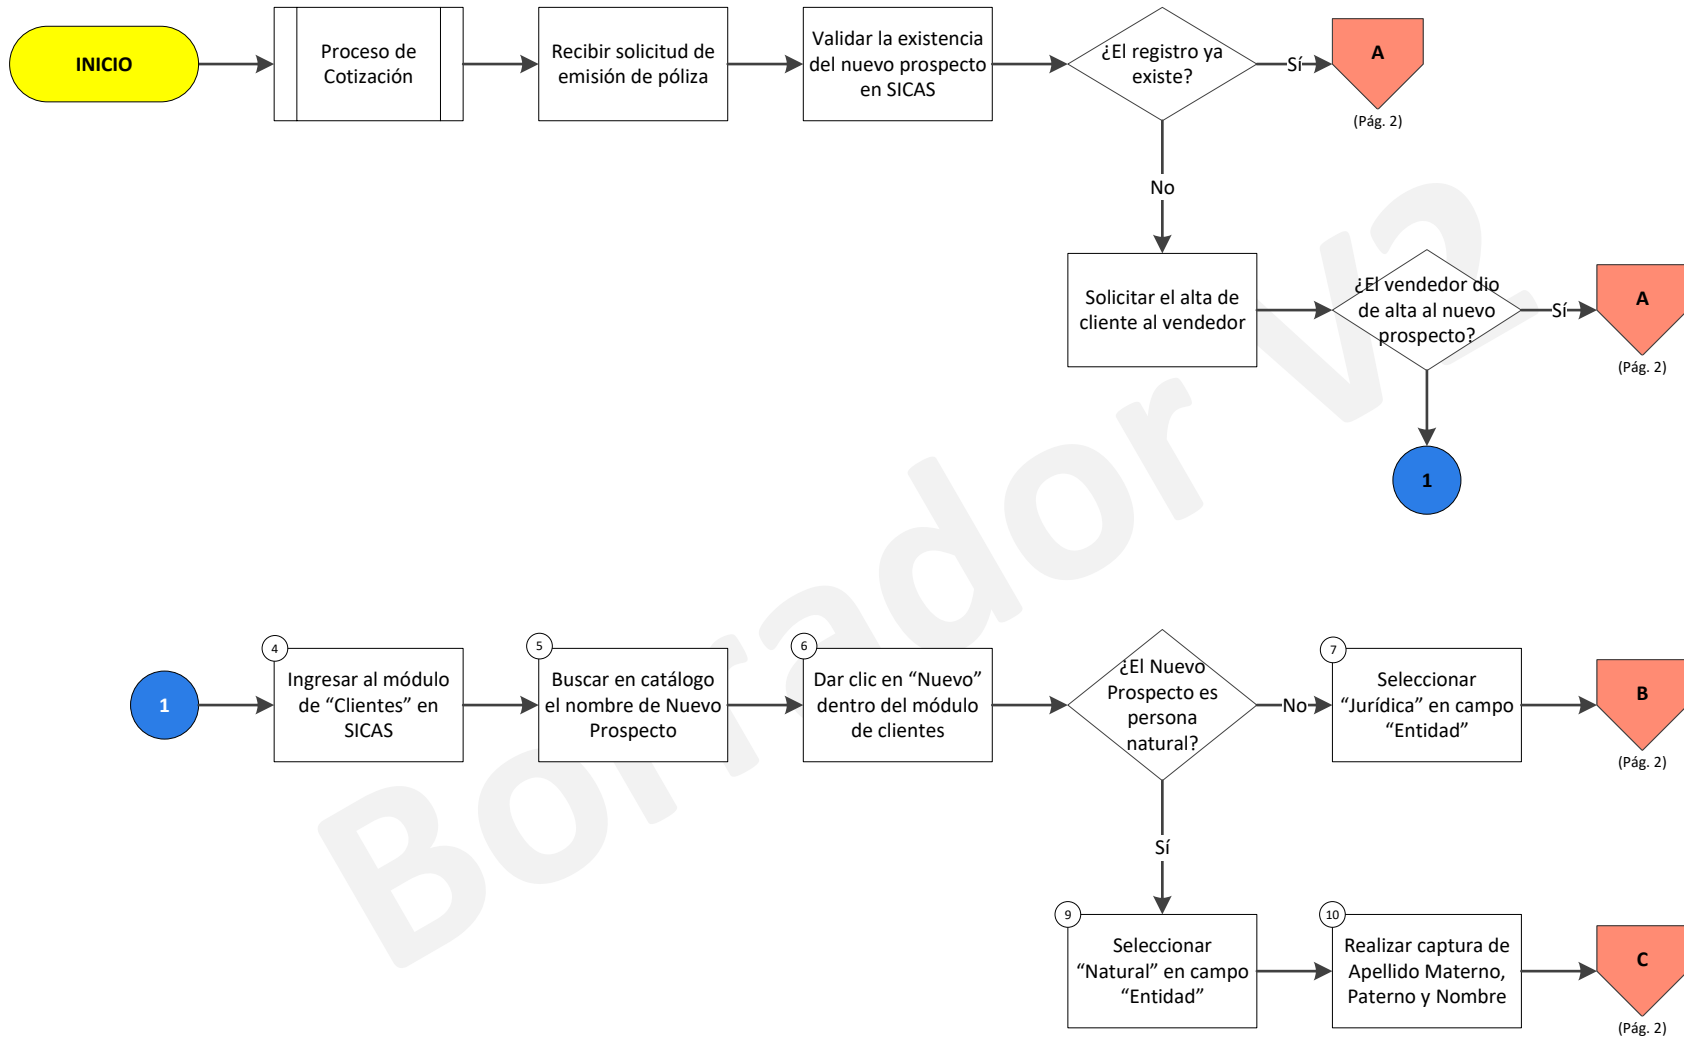 INICIO
Proceso de
Cotización
Recibir solicitud de
emisión de póliza
Validar la existencia
del nuevo prospecto
en SICAS
¿El registro ya
existe?
Sí
A
(Pág. 2)
No
Solicitar el alta de
cliente al vendedor
¿El vendedor dio
de alta al nuevo
prospecto?
Sí
A
(Pág. 2)
1
1
4
Ingresar al módulo
de “Clientes” en
SICAS
5
Buscar en catálogo
el nombre de Nuevo
Prospecto
6
Dar clic en “Nuevo”
dentro del módulo
de clientes
¿El Nuevo
Prospecto es
persona
natural?
No
7
Seleccionar
“Jurídica” en campo
“Entidad”
B
(Pág. 2)
Sí
9
Seleccionar
“Natural” en campo
“Entidad”
10
Realizar captura de
Apellido Materno,
Paterno y Nombre
C
(Pág. 2)
Borrador v2